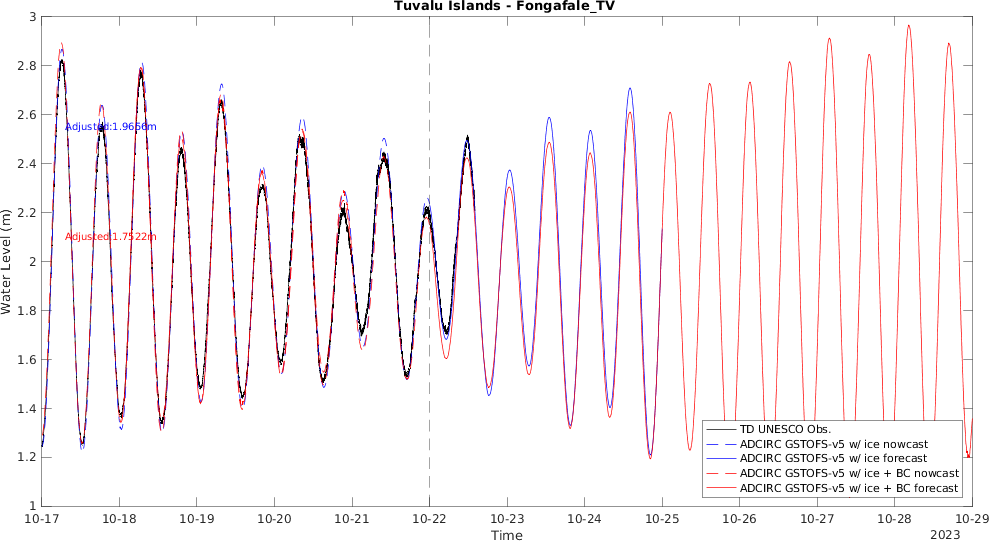 Tuvalu Islands - Fongafale_TV
3
2.8
2.6
2.4
2.2
2
1.8
1.6
1.4
1.2
1
Water Level (m)
Adjusted:1.9656m
Adjusted:1.7522m
TD UNESCO Obs.
ADCIRC GSTOFS-v5 w/ ice nowcast
ADCIRC GSTOFS-v5 w/ ice forecast
ADCIRC GSTOFS-v5 w/ ice + BC nowcast
ADCIRC GSTOFS-v5 w/ ice + BC forecast
10-17 10-18 10-19 10-20 10-21 10-22 10-23 10-24 10-25 10-26 10-27 10-28 10-29
Time
2023